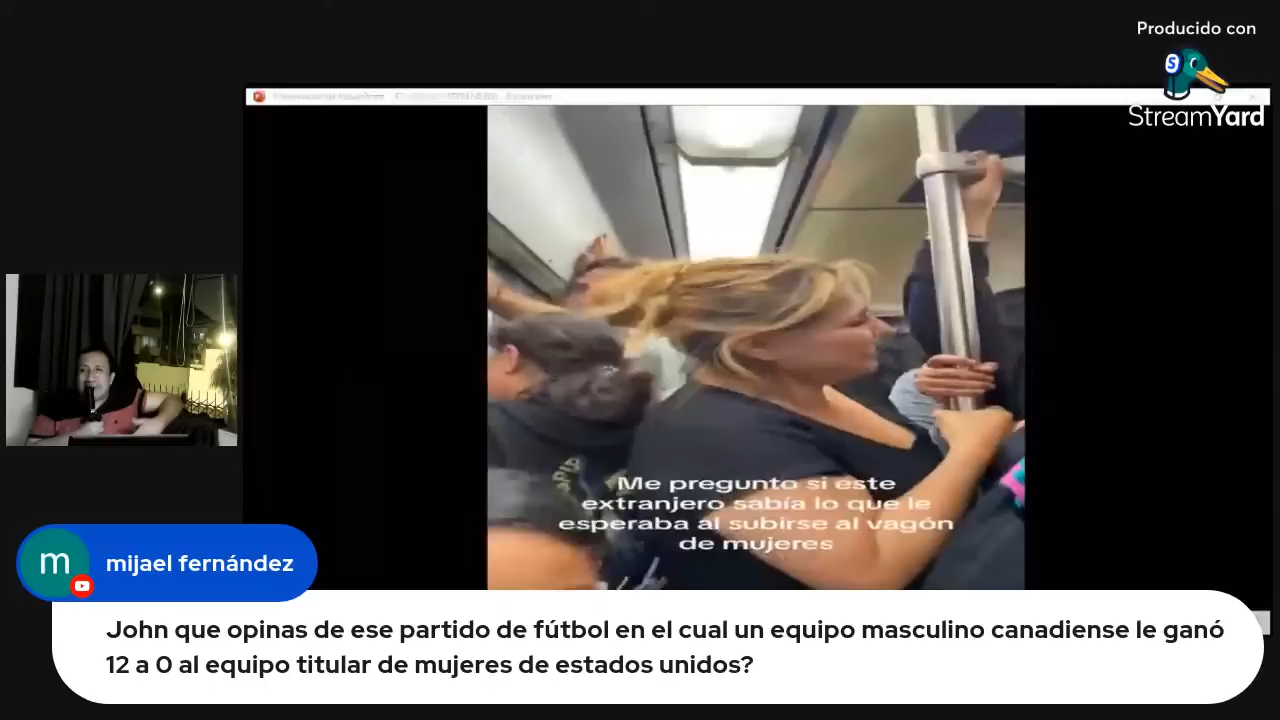 Producido con
S
StreamYard
Me pregunto si este
extranjero sabía lo que le
esperaba al subirse al vagón
de mujeres
m
mijael fernández
John que opinas de ese partido de fútbol en el cual un equipo masculino canadiense le ganó
12 a 0 al equipo titular de mujeres de estados unidos?